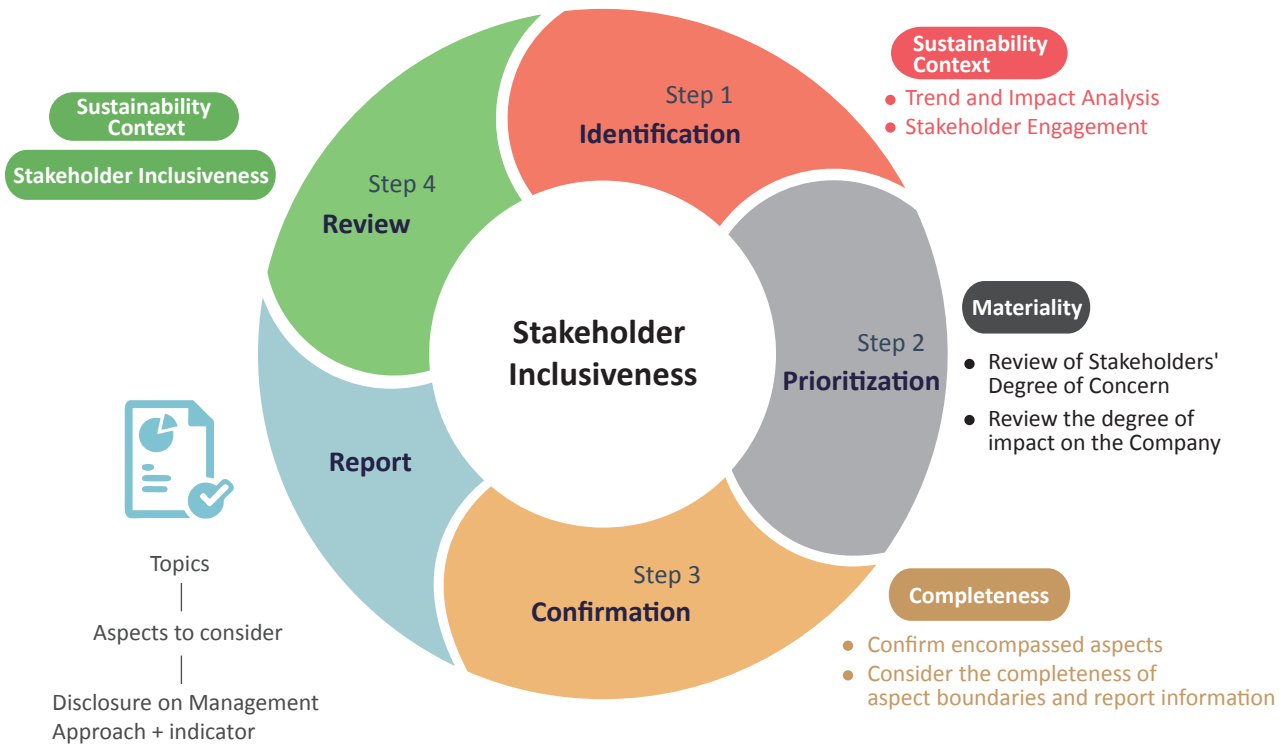 Sustainability
Context
● Trend and Impact Analysis
● Stakeholder Engagement
Step 1
Identification
Sustainability
Context
Stakeholder Inclusiveness
Step 4
Review
Stakeholder
Inclusiveness
Step 2
Prioritization
Materiality
● Review of Stakeholders'
Degree of Concern
● Review the degree of
impact on the Company
Report
Step 3
Confirmation
Completeness
● Confirm encompassed aspects
● Consider the completeness of
aspect boundaries and report information
Topics
Aspects to consider
Disclosure on Management
Approach + indicator